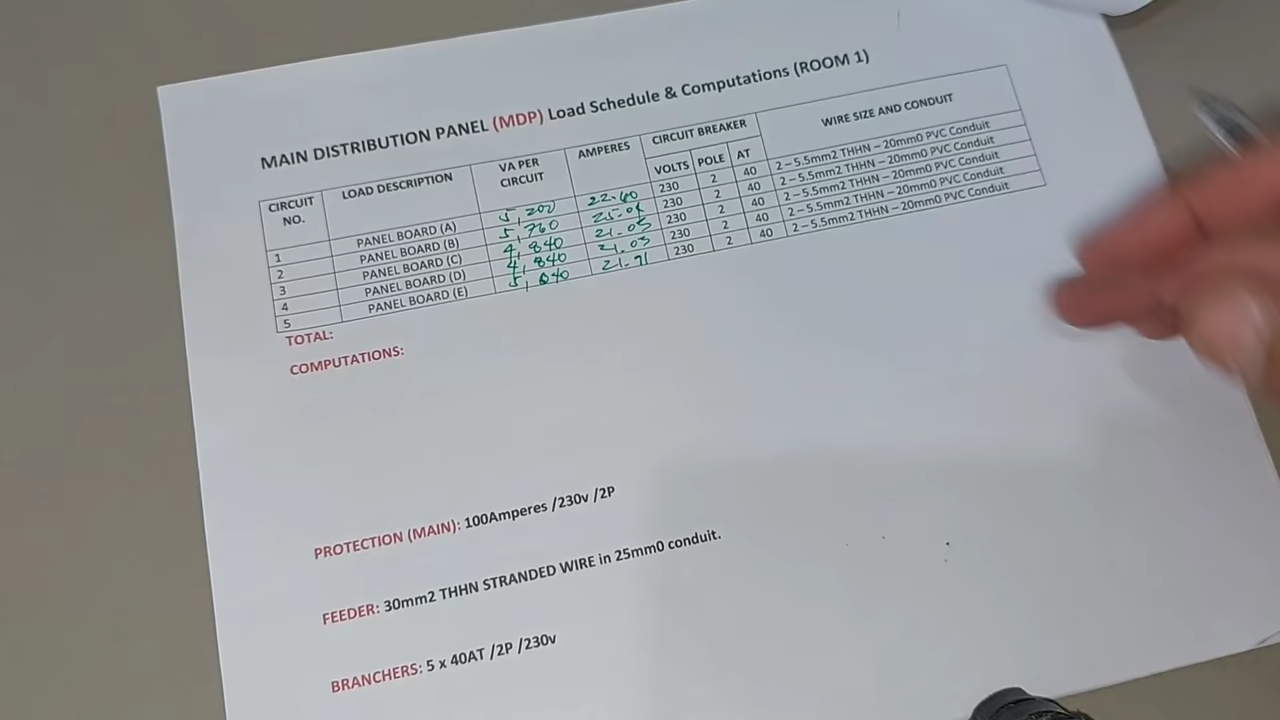 MAIN DISTRIBUTION PANEL (MDP) Load Schedule & Computations (ROOM 1)
CIRCUIT NO. LOAD DESCRIPTION VA PER CIRCUIT AMPERES CIRCUIT BREAKER WIRE SIZE AND CONDUIT
VOLTS POLE AT
1 PANEL BOARD (A) 5,200 22.60 230 2 40 2–5.5mm2 THHN – 20mm0 PVC Conduit
2 PANEL BOARD (B) 5,760 25.04 230 2 40 2–5.5mm2 THHN – 20mm0 PVC Conduit
3 PANEL BOARD (C) 4,840 21.05 230 2 40 2–5.5mm2 THHN – 20mm0 PVC Conduit
4 PANEL BOARD (D) 4,840 21.05 230 2 40 2–5.5mm2 THHN – 20mm0 PVC Conduit
5 PANEL BOARD (E) 230 2 40 2–5.5mm2 THHN – 20mm0 PVC Conduit
TOTAL:
COMPUTATIONS:
PROTECTION (MAIN): 100Amperes /230v /2P
FEEDER: 30mm2 THHN STRANDED WIRE in 25mm0 conduit.
BRANCHERS: 5 x 40AT /2P /230v